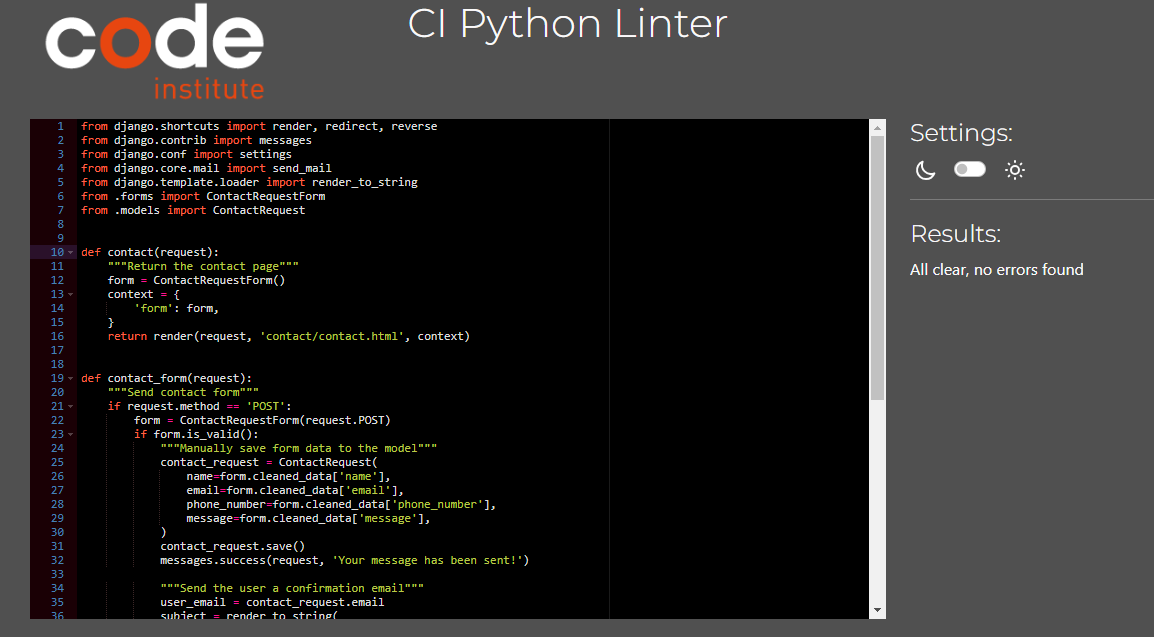 code
institute
CI Python Linter
1 from django.shortcuts import render, redirect, reverse
2 from django.contrib import messages
3 from django.conf import settings
4 from django.core.mail import send_mail
5 from django.template.loader import render_to_string
6 from .forms import ContactRequestForm
7 from .models import ContactRequest
8
9
10 def contact(request):
11     """Return the contact page"""
12     form = ContactRequestForm()
13     context = {
14         'form': form,
15     }
16     return render(request, 'contact/contact.html', context)
17
18
19 def contact_form(request):
20     """Send contact form"""
21     if request.method == 'POST':
22         form = ContactRequestForm(request.POST)
23         if form.is_valid():
24             """Manually save form data to the model"""
25             contact_request = ContactRequest(
26                 name=form.cleaned_data['name'],
27                 email=form.cleaned_data['email'],
28                 phone_number=form.cleaned_data['phone_number'],
29                 message=form.cleaned_data['message'],
30             )
31             contact_request.save()
32             messages.success(request, 'Your message has been sent!')
33
34             """Send the user a confirmation email"""
35             user_email = contact_request.email
36             subject = render_to_string(
Settings:
Results:
All clear, no errors found